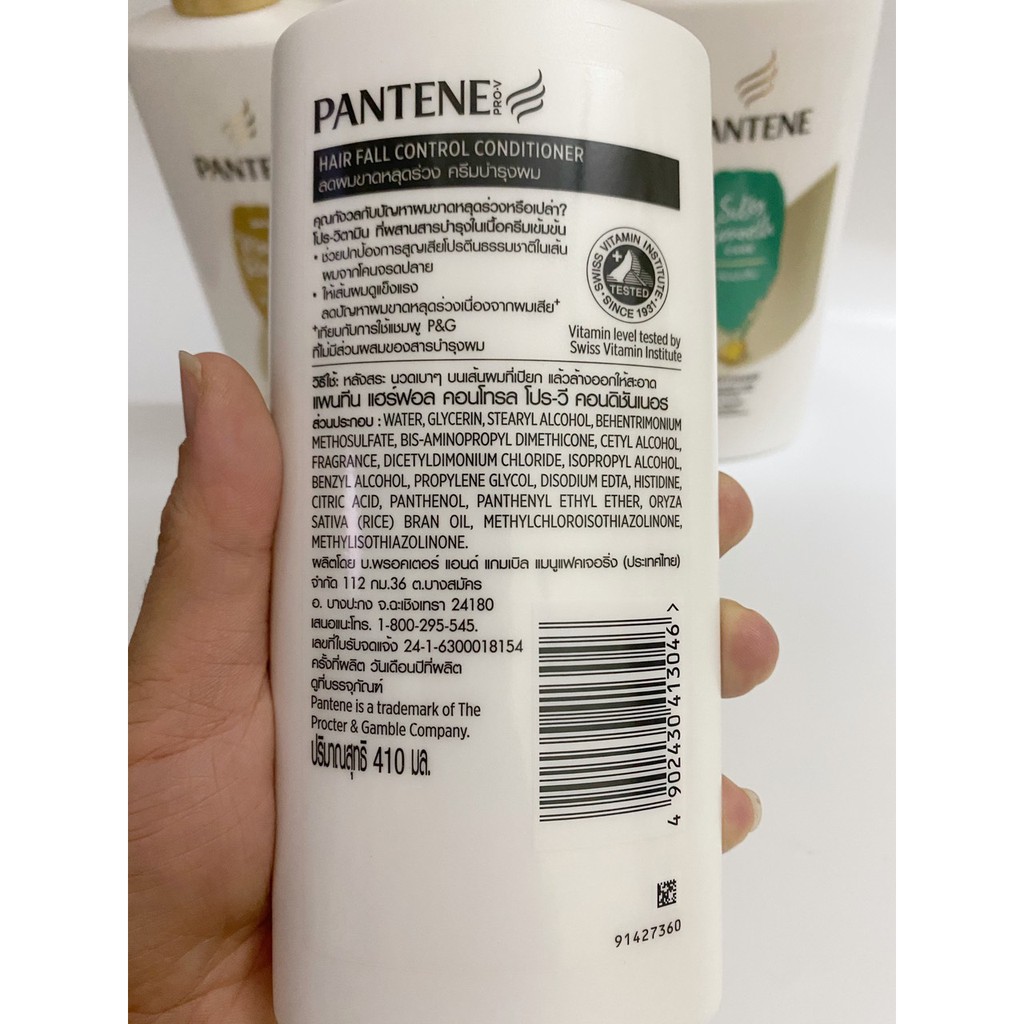 PANTENE PRO-V
HAIR FALL CONTROL CONDITIONER
ลดผมขาดหลุดร่วง ครีมบำรุงผม
คุณกังวลกับปัญหาผมขาดหลุดร่วงหรือเปล่า?
โปร-วิตามิน ที่ผสานสารบำรุงในเนื้อครีมเข้มข้น
• ช่วยปกป้องการสูญเสียโปรตีนธรรมชาติในเส้น
ผมจากโคนจรดปลาย
• ให้เส้นผมดูแข็งแรง
ลดปัญหาผมขาดหลุดร่วงเนื่องจากผมเสีย⁺
⁺เทียบกับการใช้แชมพู P&G
ที่ไม่มีส่วนผสมของสารบำรุงผม
SWISS VITAMIN INSTITUTE
TESTED
• SINCE 1931 •
Vitamin level tested by
Swiss Vitamin Institute
วิธีใช้: หลังสระ นวดเบาๆ บนเส้นผมที่เปียก แล้วล้างออกให้สะอาด
แพนทีน แฮร์ฟอล คอนโทรล โปร-วี คอนดิชันเนอร์
ส่วนประกอบ : WATER, GLYCERIN, STEARYL ALCOHOL, BEHENTRIMONIUM
METHOSULFATE, BIS-AMINOPROPYL DIMETHICONE, CETYL ALCOHOL,
FRAGRANCE, DICETYLDIMONIUM CHLORIDE, ISOPROPYL ALCOHOL,
BENZYL ALCOHOL, PROPYLENE GLYCOL, DISODIUM EDTA, HISTIDINE,
CITRIC ACID, PANTHENOL, PANTHENYL ETHYL ETHER, ORYZA
SATIVA (RICE) BRAN OIL, METHYLCHLOROISOTHIAZOLINONE,
METHYLISOTHIAZOLINONE.
ผลิตโดย บ.พรอคเตอร์ แอนด์ แกมเบิล แมนูแฟคเจอริ่ง (ประเทศไทย)
จำกัด 112 กม.36 ต.บางสมัคร
อ. บางปะกง จ.ฉะเชิงเทรา 24180
เสนอแนะโทร. 1-800-295-545.
เลขที่ใบรับจดแจ้ง 24-1-6300018154
ครั้งที่ผลิต วันเดือนปีที่ผลิต
ดูที่บรรจุภัณฑ์
Pantene is a trademark of The
Procter & Gamble Company.
ปริมาณสุทธิ 410 มล.
4 902430 413046 >
91427360
PANTE
ANTENE
Silky